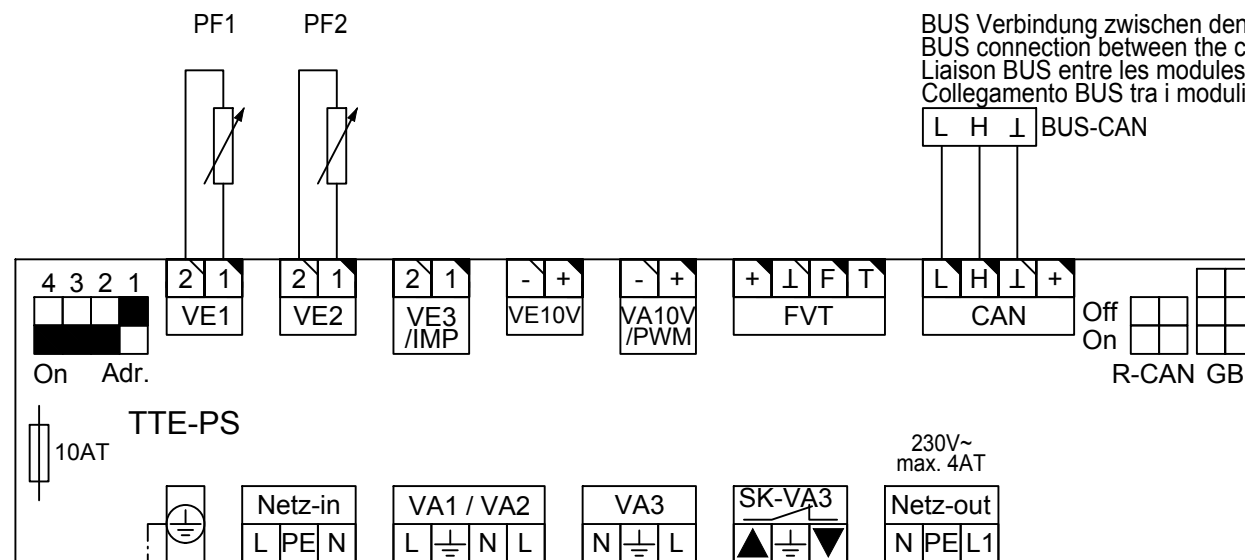 PF1 PF2
BUS Verbindung zwischen den
BUS connection between the c
Liaison BUS entre les modules
Collegamento BUS tra i moduli
L H ⊥ BUS-CAN
4 3 2 1
2 1 2 1 2 1 - + - + + ⊥ F T L H ⊥ +
VE1 VE2 VE3 VE10V VA10V FVT CAN Off
/IMP /PWM On
On Adr. R-CAN GB
TTE-PS
10AT
230V~
max. 4AT
Netz-in VA1 / VA2 VA3 SK-VA3 Netz-out
L PE N L N L N L N PE L1